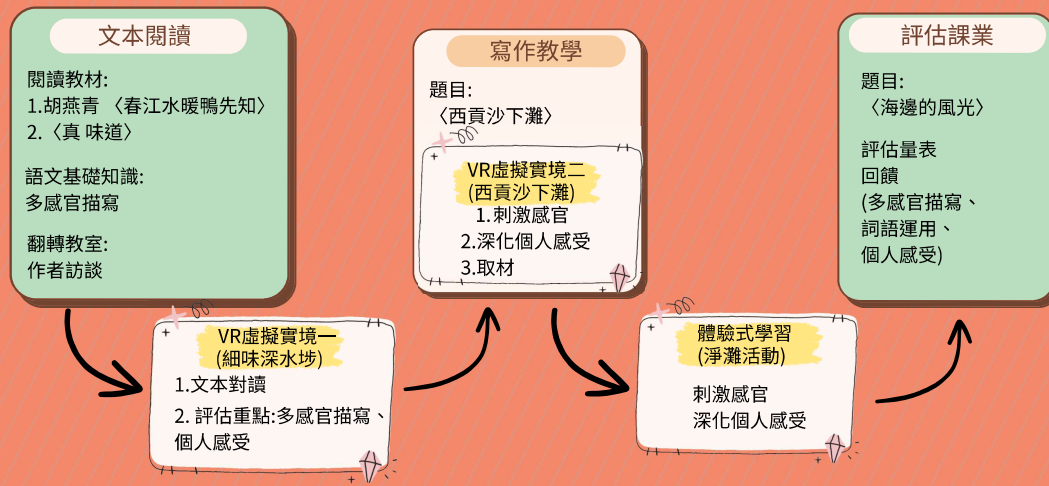 文本閱讀
閱讀教材:
1.胡燕青 〈春江水暖鴨先知〉
2.〈真 味道〉
語文基礎知識:
多感官描寫
翻轉教室:
作者訪談
VR虛擬實境一
(細味深水埗)
1.文本對讀
2. 評估重點:多感官描寫、
個人感受
寫作教學
題目:
〈西貢沙下灘〉
VR虛擬實境二
(西貢沙下灘)
1.刺激感官
2.深化個人感受
3.取材
體驗式學習
(淨灘活動)
刺激感官
深化個人感受
評估課業
題目:
〈海邊的風光〉
評估量表
回饋
(多感官描寫、
詞語運用、
個人感受)